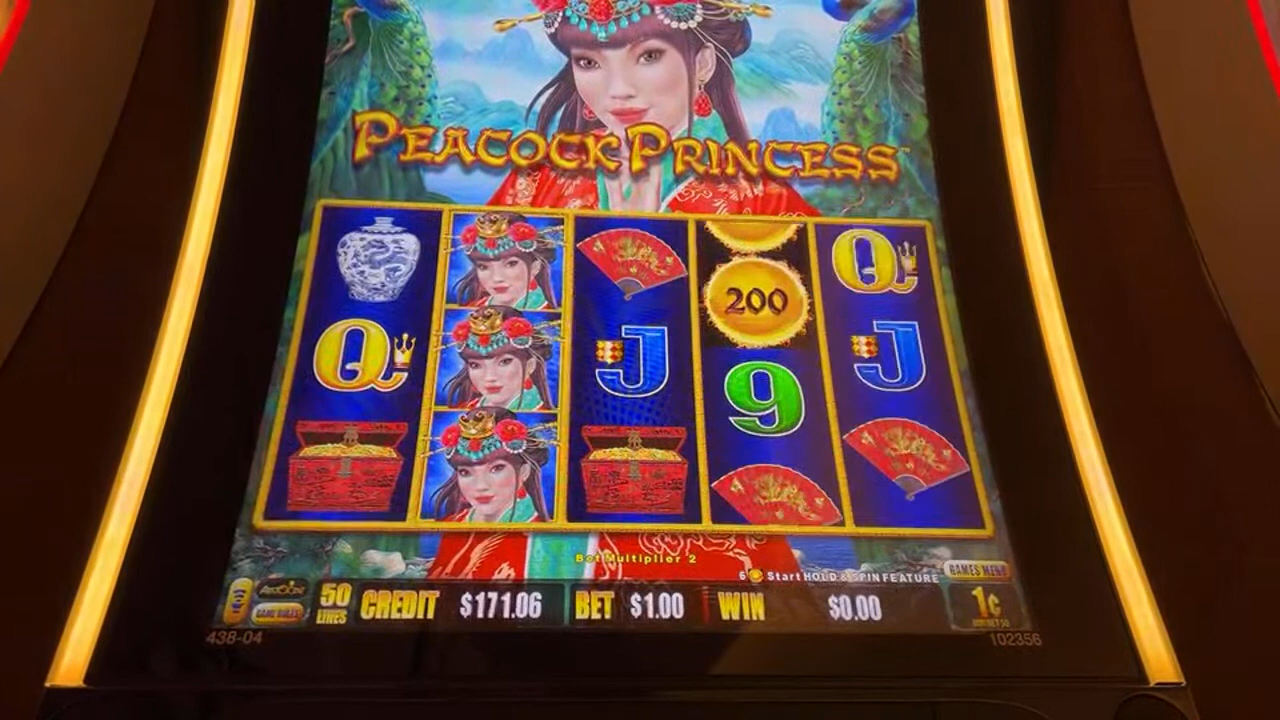 PEACOCK PRINCESS™
Q
200
Q
J
J
9
Bet Multiplier 2
6 Start HOLD & SPIN FEATURE
GAMES MENU
50 LINES
CREDIT $171.06
BET $1.00
WIN $0.00
1¢
438-04
102356